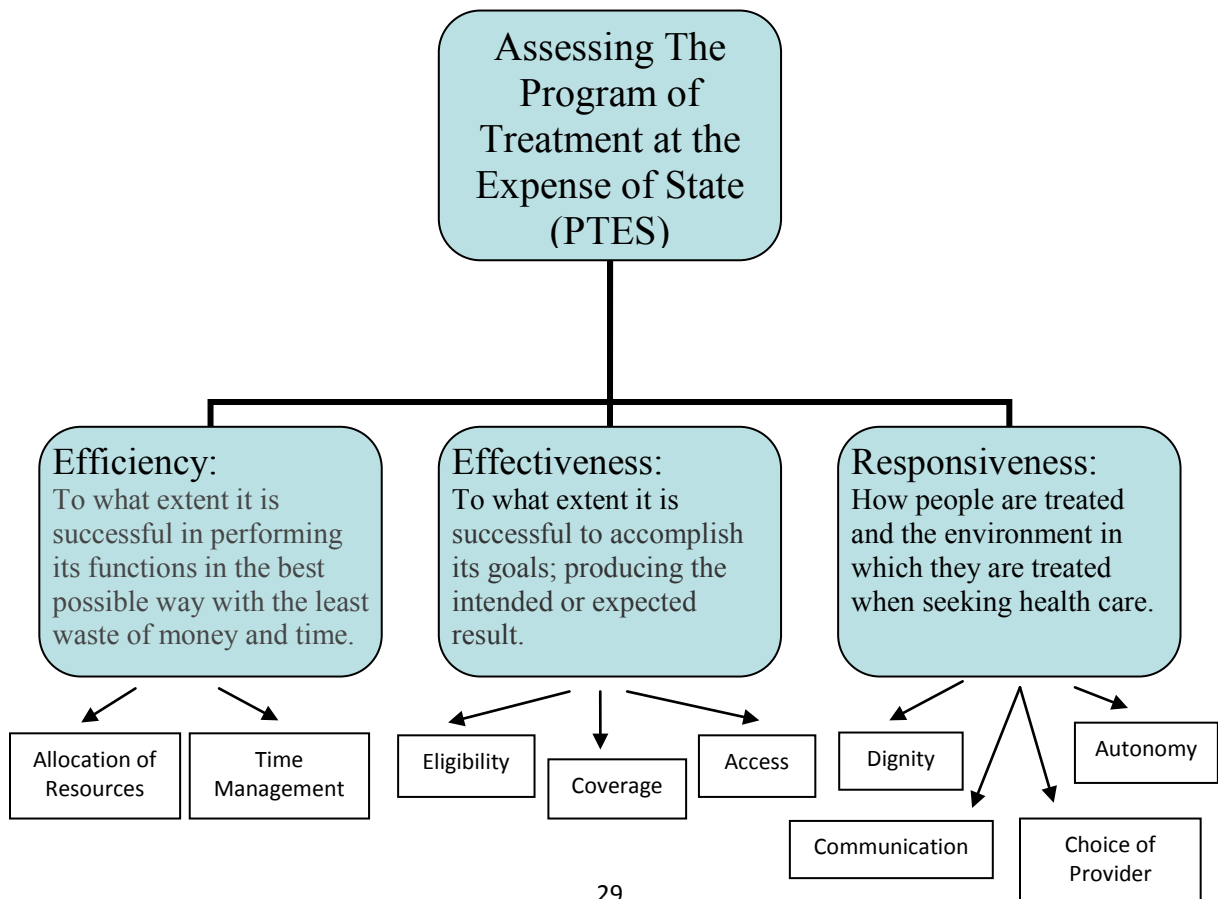 Assessing The
Program of
Treatment at the
Expense of State
(PTES)
Efficiency:
To what extent it is
successful in performing
its functions in the best
possible way with the least
waste of money and time.
Effectiveness:
To what extent it is
successful to accomplish
its goals; producing the
intended or expected
result.
Responsiveness:
How people are treated
and the environment in
which they are treated
when seeking health care.
Allocation of
Resources
Time
Management
Eligibility
Coverage
Access
Dignity
Autonomy
Communication
Choice of
Provider
29